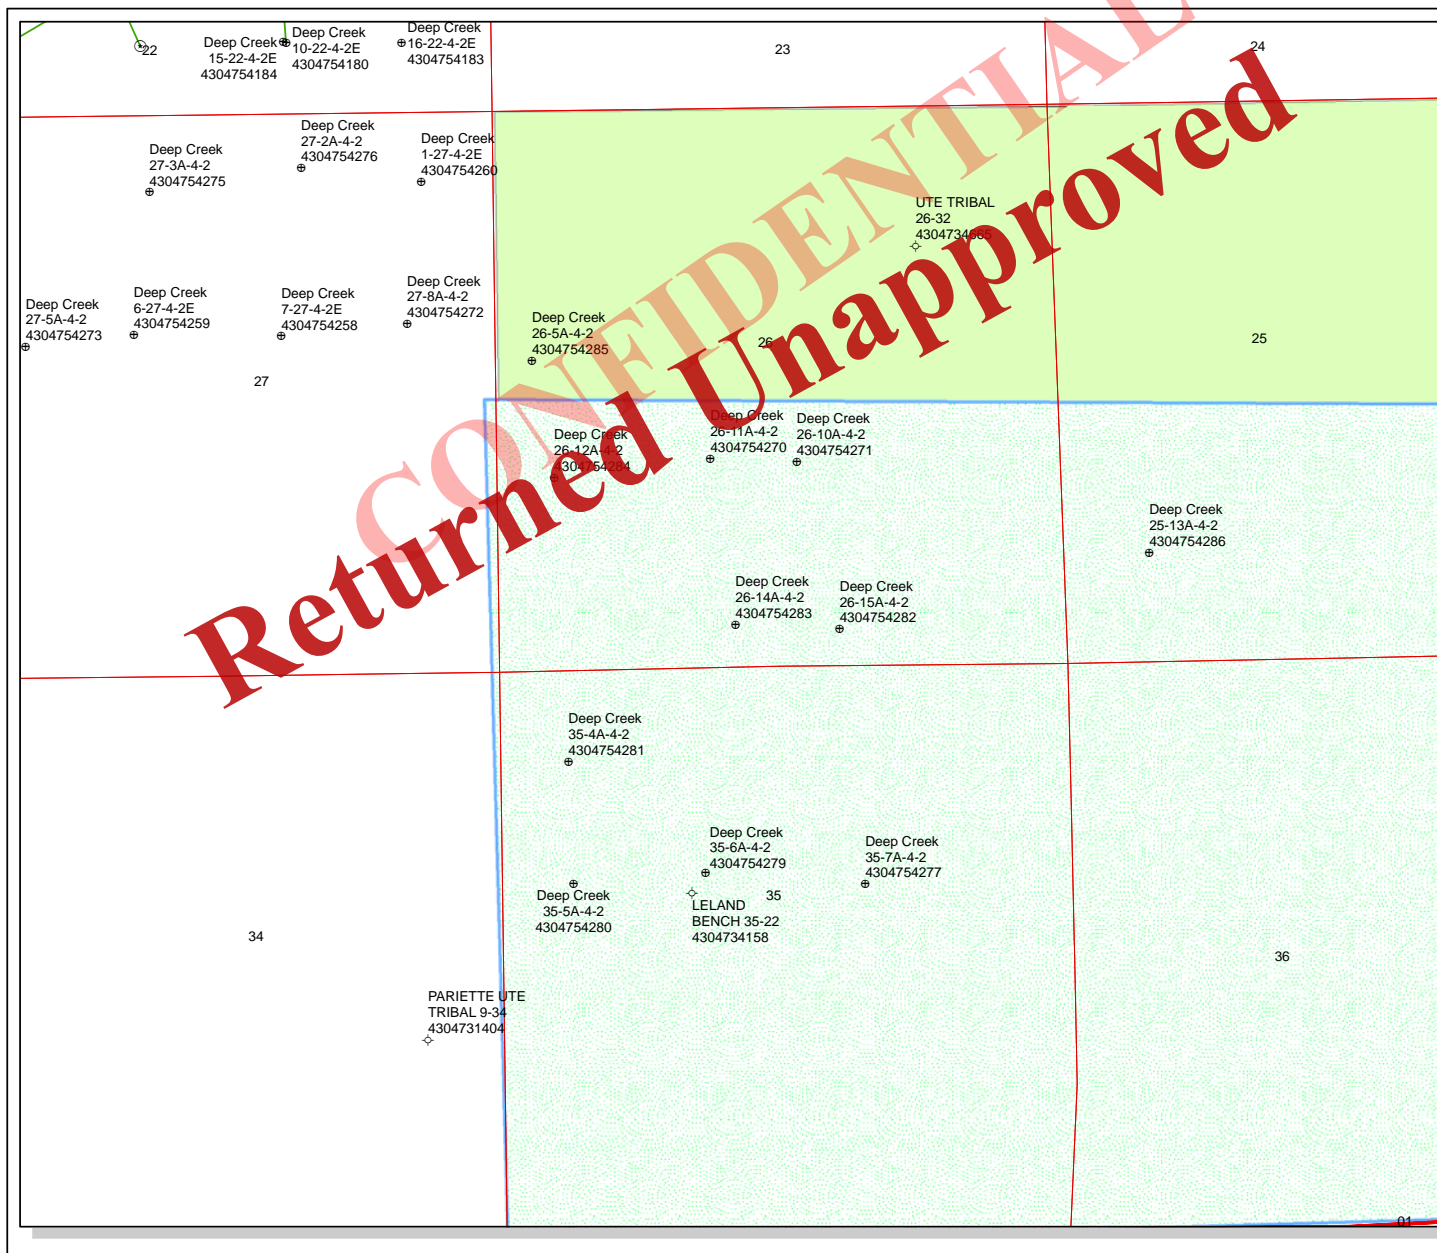 22
Deep Creek
15-22-4-2E
4304754184
Deep Creek
10-22-4-2E
4304754180
Deep Creek
16-22-4-2E
4304754183
23
24
Deep Creek
27-3A-4-2
4304754275
Deep Creek
27-2A-4-2
4304754276
Deep Creek
1-27-4-2E
4304754260
UTE TRIBAL
26-32
4304734665
Deep Creek
27-5A-4-2
4304754273
Deep Creek
6-27-4-2E
4304754259
Deep Creek
7-27-4-2E
4304754258
Deep Creek
27-8A-4-2
4304754272
Deep Creek
26-5A-4-2
4304754285
26
25
27
Deep Creek
26-12A-4-2
4304754284
Deep Creek
26-11A-4-2
4304754270
Deep Creek
26-10A-4-2
4304754271
Deep Creek
25-13A-4-2
4304754286
Deep Creek
26-14A-4-2
4304754283
Deep Creek
26-15A-4-2
4304754282
CONFIDENTIAL
Returned Unapproved
Deep Creek
35-4A-4-2
4304754281
Deep Creek
35-6A-4-2
4304754279
Deep Creek
35-7A-4-2
4304754277
Deep Creek
35-5A-4-2
4304754280
LELAND
BENCH 35-22
4304734158
35
34
36
PARIETTE UTE
TRIBAL 9-34
4304731404
01